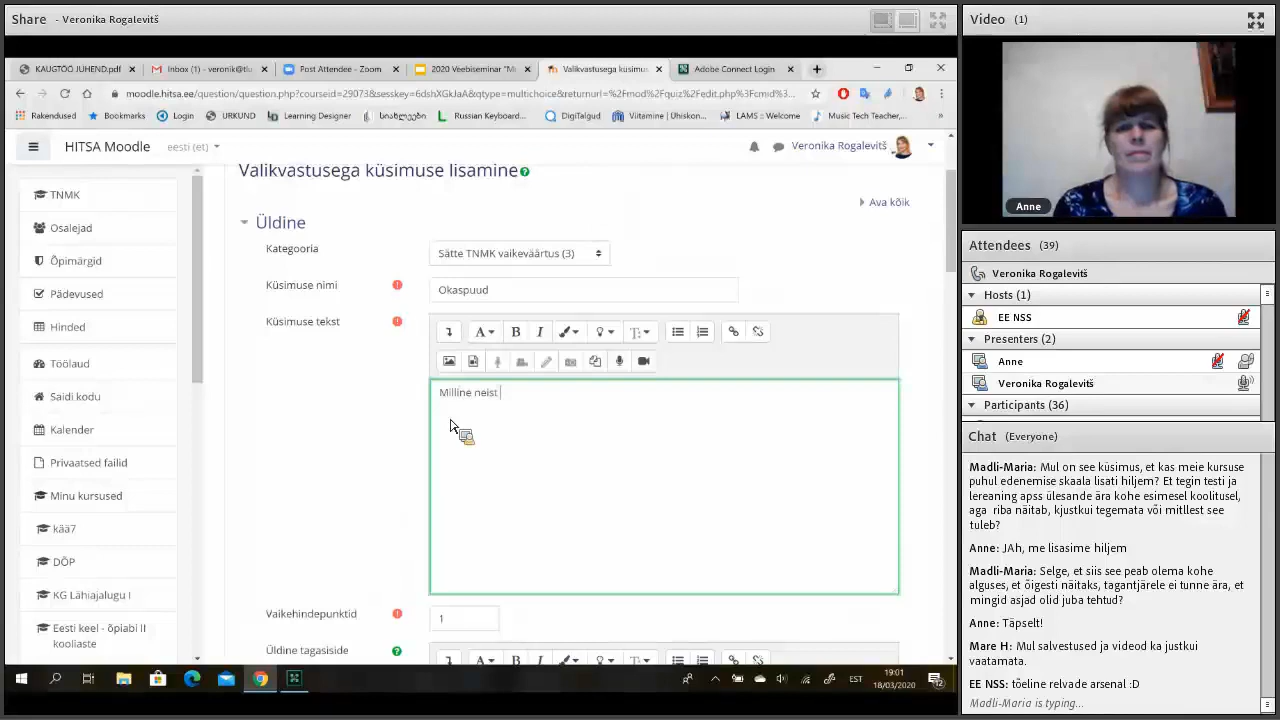 Share - Veronika Rogalevitš
KAUGTÖÖ JUHEND.pdf
Inbox (1) - veronik@tlu
Post Attendee - Zoom
2020 Veebiseminar "M
Valikvastusega küsimus
Adobe Connect Login
moodle.hitsa.ee/question/question.php?courseid=29073&sesskey=6dshXGkJaA&qtype=multichoice&returnurl=%2Fmod%2Fquiz%2Fedit.php%3Fcmid%3...
Rakendused
Bookmarks
Login
URKUND
Learning Designer
სიახლეები
Russian Keyboard...
DigiTalgud
Viitamine | Ühiskon...
LAMS :: Welcome
Music Tech Teacher,...
HITSA Moodle
eesti (et)
Veronika Rogalevitš
TNMK
Osalejad
Õpimärgid
Pädevused
Hinded
Töölaud
Saidi kodu
Kalender
Privaatsed failid
Minu kursused
kää7
DÕP
KG Lähiajalugu I
Eesti keel - õpiabi II
kooliaste
Valikvastusega küsimuse lisamine
Ava kõik
Üldine
Kategooria
Sätte TNMK vaikeväärtus (3)
Küsimuse nimi
Okaspuud
Küsimuse tekst
Milline neist
Vaikehindepunktid
1
Üldine tagasiside
EST
19:01
18/03/2020
12
Video (1)
Anne
Attendees (39)
Veronika Rogalevitš
Hosts (1)
EE NSS
Presenters (2)
Anne
Veronika Rogalevitš
Participants (36)
Chat (Everyone)
Madli-Maria: Mul on see küsimus, et kas meie kursuse
puhul edenemise skaala lisati hiljem? Et tegin testi ja
lereaning apss ülesande ära kohe esimesel koolitusel,
aga riba näitab, kjustkui tegemata või mitllest see
tuleb?
Anne: JAh, me lisasime hiljem
Madli-Maria: Selge, et siis see peab olema kohe
alguses, et õigesti näitaks, tagantjärele ei tunne ära, et
mingid asjad olid juba tehtud?
Anne: Täpselt!
Mare H: Mul salvestused ja videod ka justkui
vaatamata.
EE NSS: tõeline relvade arsenal :D
Madli-Maria is typing...